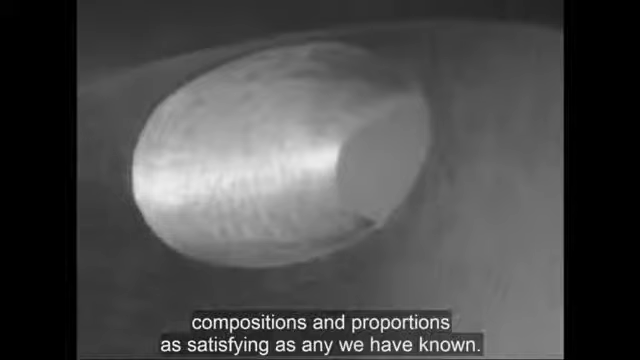 compositions and proportions
as satisfying as any we have known.